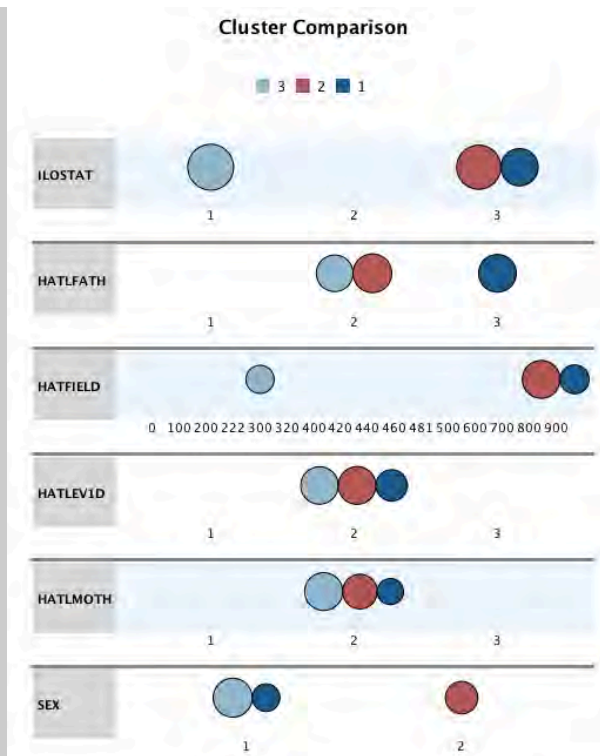 Cluster Comparison
3 2 1
ILOSTAT
1 2 3
HATLFATH
1 2 3
HATFIELD
0 100 200 222 300 320 400 420 440 460 481 500 600 700 800 900
HATLEV1D
1 2 3
HATLMOTH
1 2 3
SEX
1 2